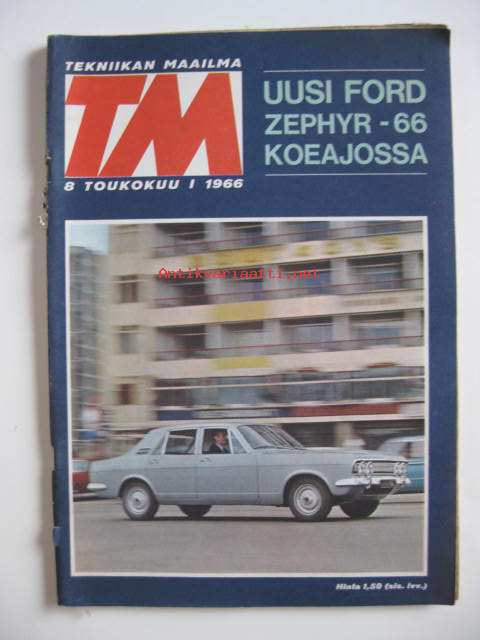 TEKNIIKAN MAAILMA
TM
8 TOUKOKUU I 1966
UUSI FORD
ZEPHYR -66
KOEAJOSSA
Antikvariaatti.net
Hinta 1,50 (sis. lvv.)